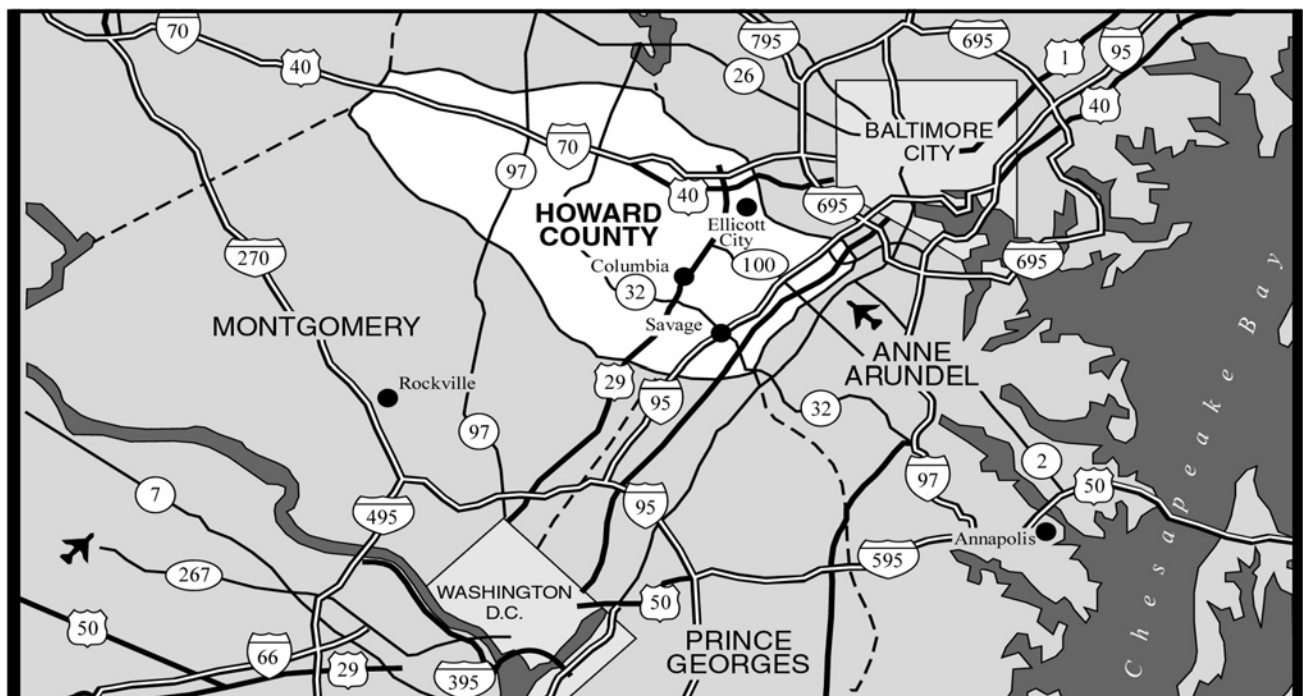 70
40
795
26
695
1
95
40
BALTIMORE
CITY
70
97
40
695
HOWARD
COUNTY
Ellicott
City
100
Columbia
32
695
270
Savage
MONTGOMERY
ANNE
ARUNDEL
Chesapeake Bay
Rockville
29
95
32
97
2
50
7
495
95
97
Annapolis
595
267
WASHINGTON
D.C.
50
50
PRINCE
GEORGES
66
29
395